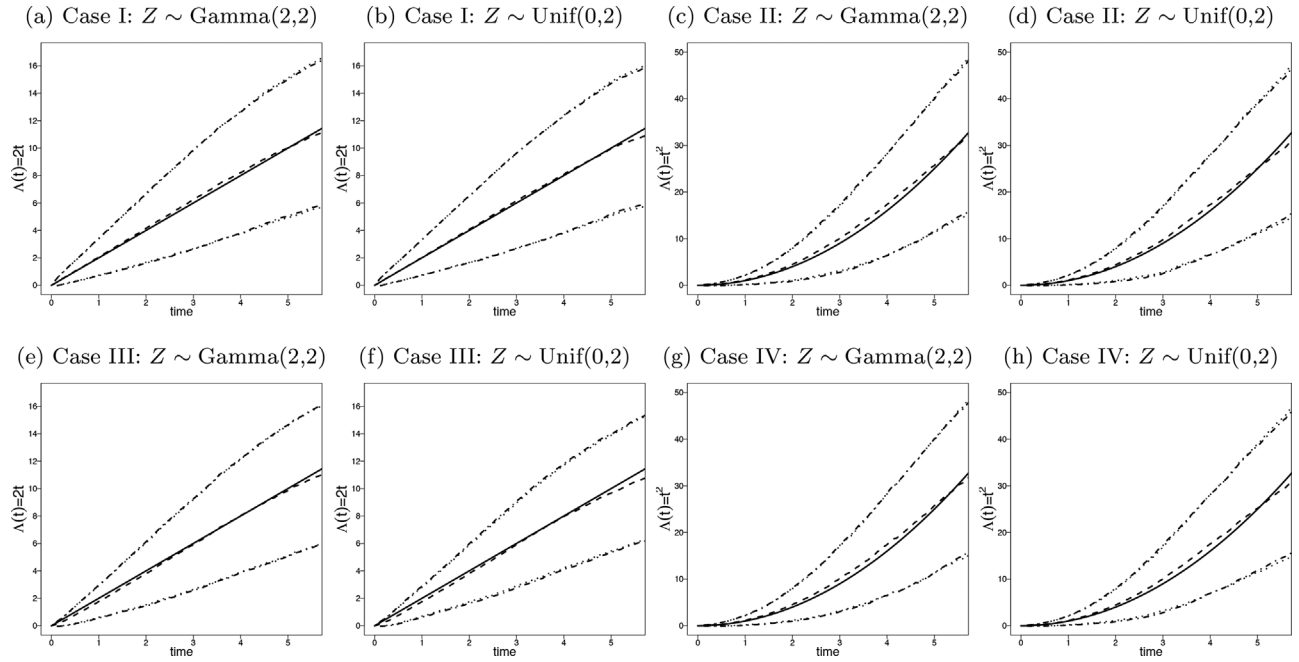 (a) Case I: Z ∼ Gamma(2,2)
(b) Case I: Z ∼ Unif(0,2)
(c) Case II: Z ∼ Gamma(2,2)
(d) Case II: Z ∼ Unif(0,2)
Λ(t)=2t
16
14
12
10
8
6
4
2
0
0 1 2 3 4 5
time
Λ(t)=2t
16
14
12
10
8
6
4
2
0
0 1 2 3 4 5
time
Λ(t)=t²
50
40
30
20
10
0
0 1 2 3 4 5
time
Λ(t)=t²
50
40
30
20
10
0
0 1 2 3 4 5
time
(e) Case III: Z ∼ Gamma(2,2)
(f) Case III: Z ∼ Unif(0,2)
(g) Case IV: Z ∼ Gamma(2,2)
(h) Case IV: Z ∼ Unif(0,2)
Λ(t)=2t
16
14
12
10
8
6
4
2
0
0 1 2 3 4 5
time
Λ(t)=2t
16
14
12
10
8
6
4
2
0
0 1 2 3 4 5
time
Λ(t)=t²
50
40
30
20
10
0
0 1 2 3 4 5
time
Λ(t)=t²
50
40
30
20
10
0
0 1 2 3 4 5
time